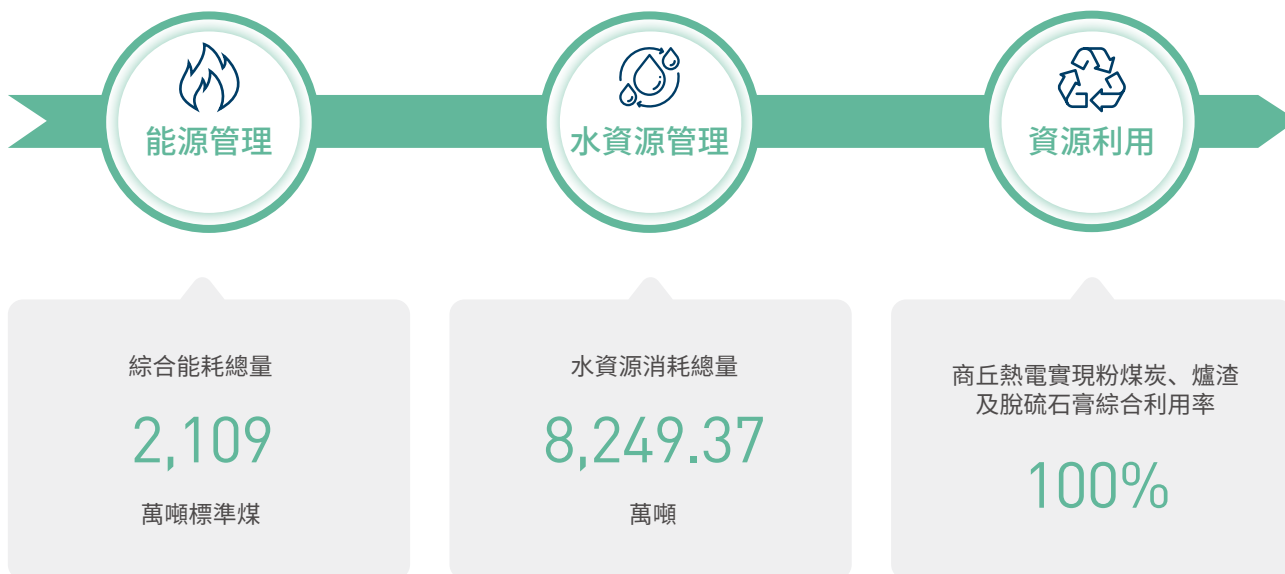 能源管理
水資源管理
資源利用
綜合能耗總量
2,109
萬噸標準煤
水資源消耗總量
8,249.37
萬噸
商丘熱電實現粉煤炭、爐渣
及脫硫石膏綜合利用率
100%